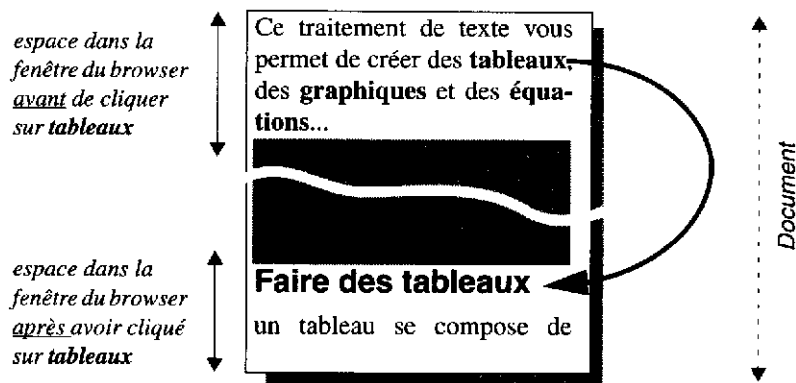 espace dans la
fenêtre du browser
avant de cliquer
sur tableaux
Ce traitement de texte vous
permet de créer des tableaux,
des graphiques et des équa-
tions...
Document
espace dans la
fenêtre du browser
après avoir cliqué
sur tableaux
Faire des tableaux
un tableau se compose de